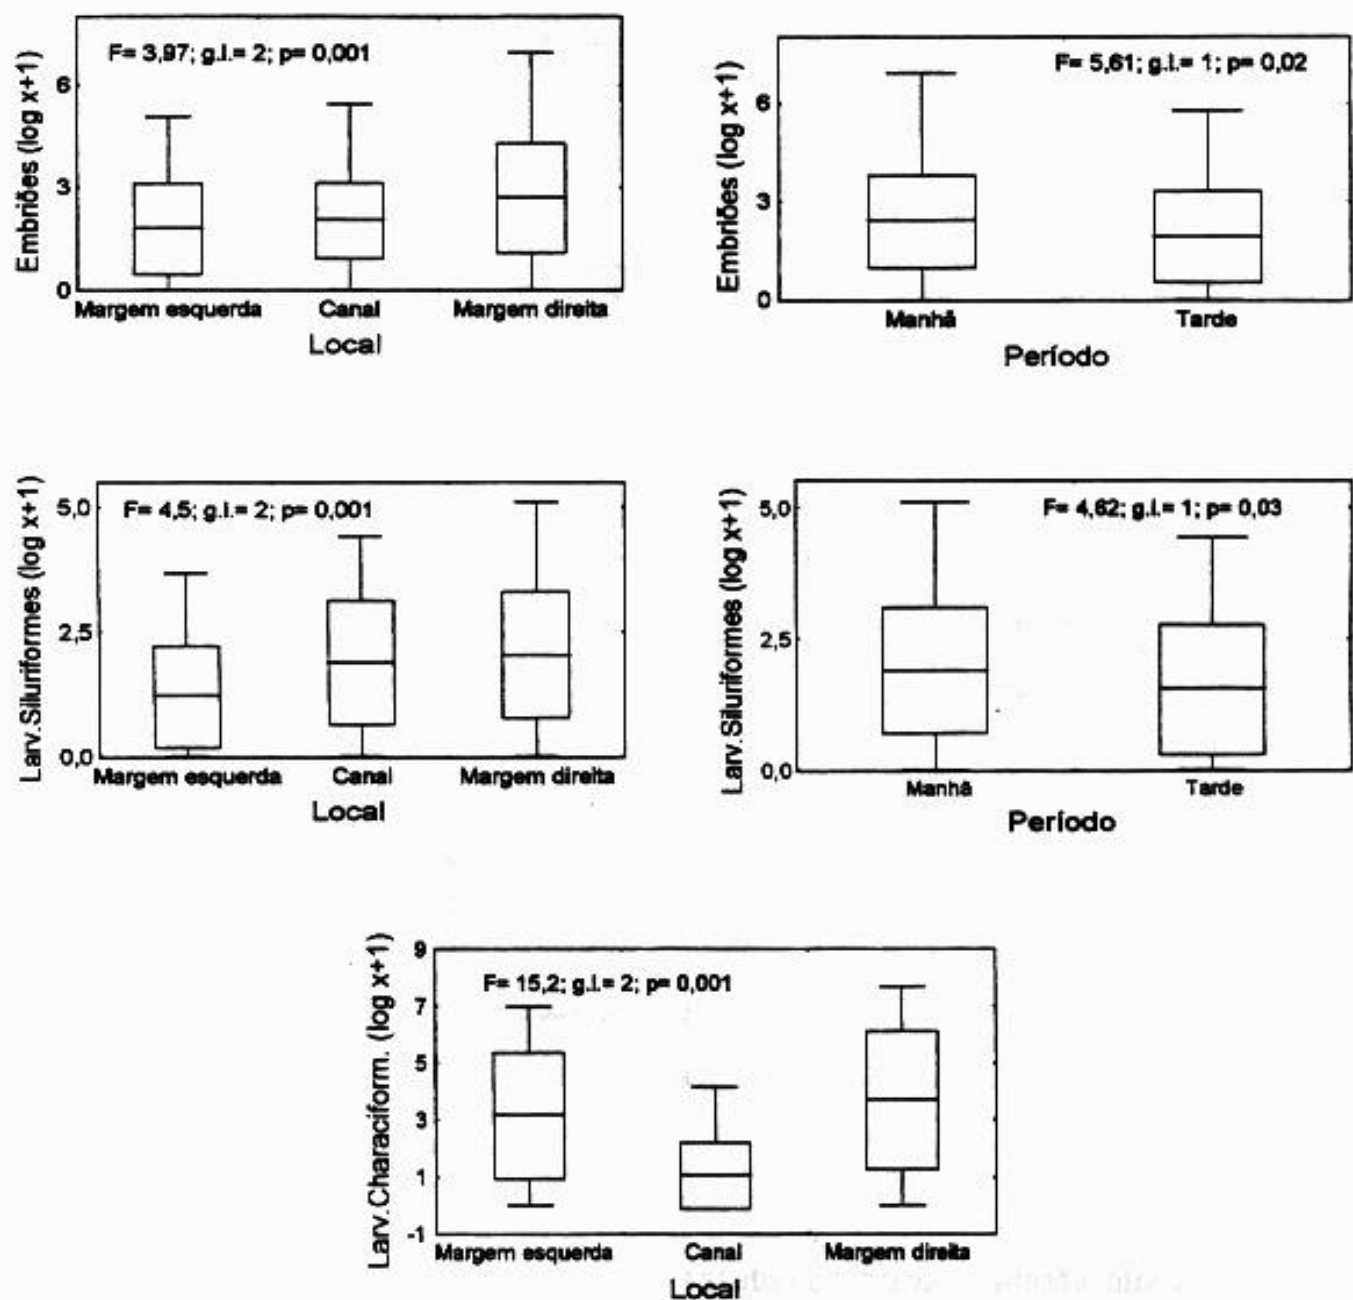 Embriões (log x+1)
F= 3,97; g.l.= 2; p= 0,001
6
3
0
Margem esquerda Canal Margem direita
Local
Embriões (log x+1)
F= 5,61; g.l.= 1; p= 0,02
6
3
0
Manhã Tarde
Período
Larv.Siluriformes (log x+1)
F= 4,5; g.l.= 2; p= 0,001
5,0
2,5
0,0
Margem esquerda Canal Margem direita
Local
Larv.Siluriformes (log x+1)
F= 4,62; g.l.= 1; p= 0,03
5,0
2,5
0,0
Manhã Tarde
Período
Larv.Characiform. (log x+1)
F= 15,2; g.l.= 2; p= 0,001
9
7
5
3
1
-1
Margem esquerda Canal Margem direita
Local